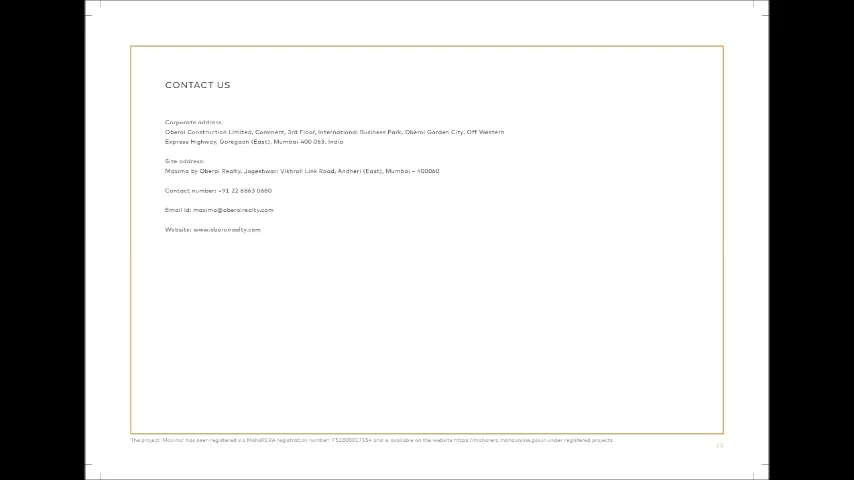 CONTACT US
Corporate address:
Oberoi Construction Limited, Commerz, 3rd Floor, International Business Park, Oberoi Garden City, Off Western
Express Highway, Goregaon (East), Mumbai 400 063. India
Site address:
Maxima by Oberoi Realty, Jogeshwari Vikhroli Link Road, Andheri (East), Mumbai – 400060
Contact number: +91 22 6863 0680
Email id: maxima@oberoirealty.com
Website: www.oberoirealty.com
The project 'Maxima' has been registered via MahaRERA registration number: P51800017154 and is available on the website https://maharera.mahaonline.gov.in under registered projects.